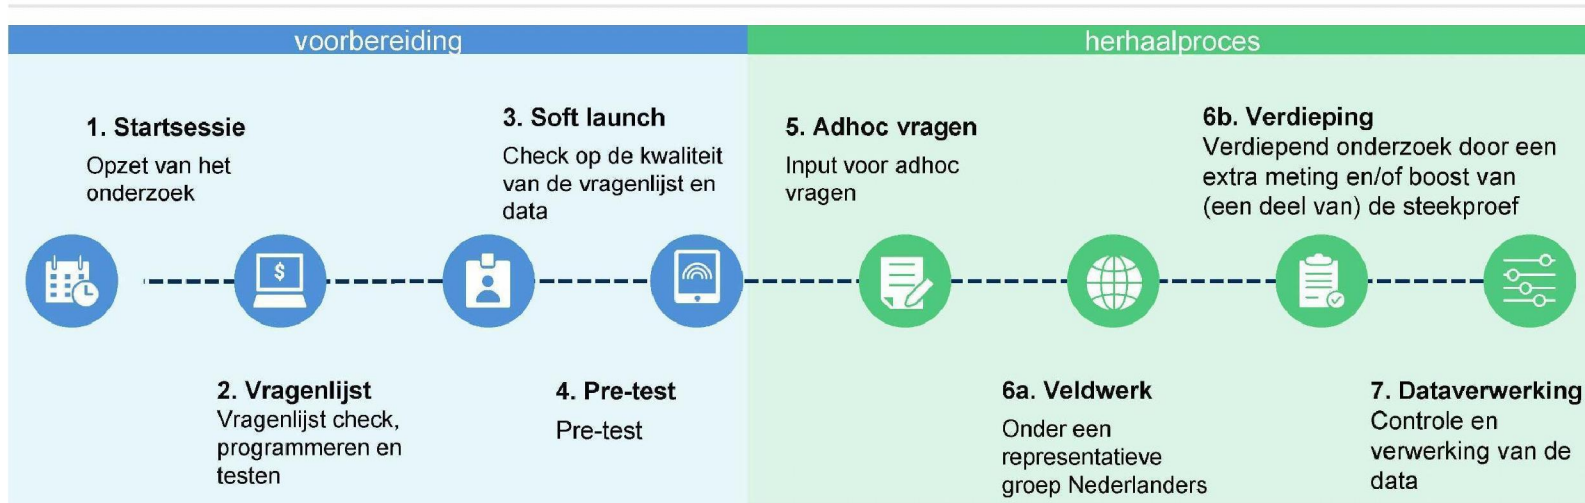 voorbereiding
herhaalproces
1. Startsessie
Opzet van het
onderzoek
3. Soft launch
Check op de kwaliteit
van de vragenlijst en
data
5. Adhoc vragen
Input voor adhoc
vragen
6b. Verdieping
Verdiepend onderzoek door een
extra meting en/of boost van
(een deel van) de steekproef
$
2. Vragenlijst
Vragenlijst check,
programmeren en
testen
4. Pre-test
Pre-test
6a. Veldwerk
Onder een
representatieve
groep Nederlanders
7. Dataverwerking
Controle en
verwerking van de
data